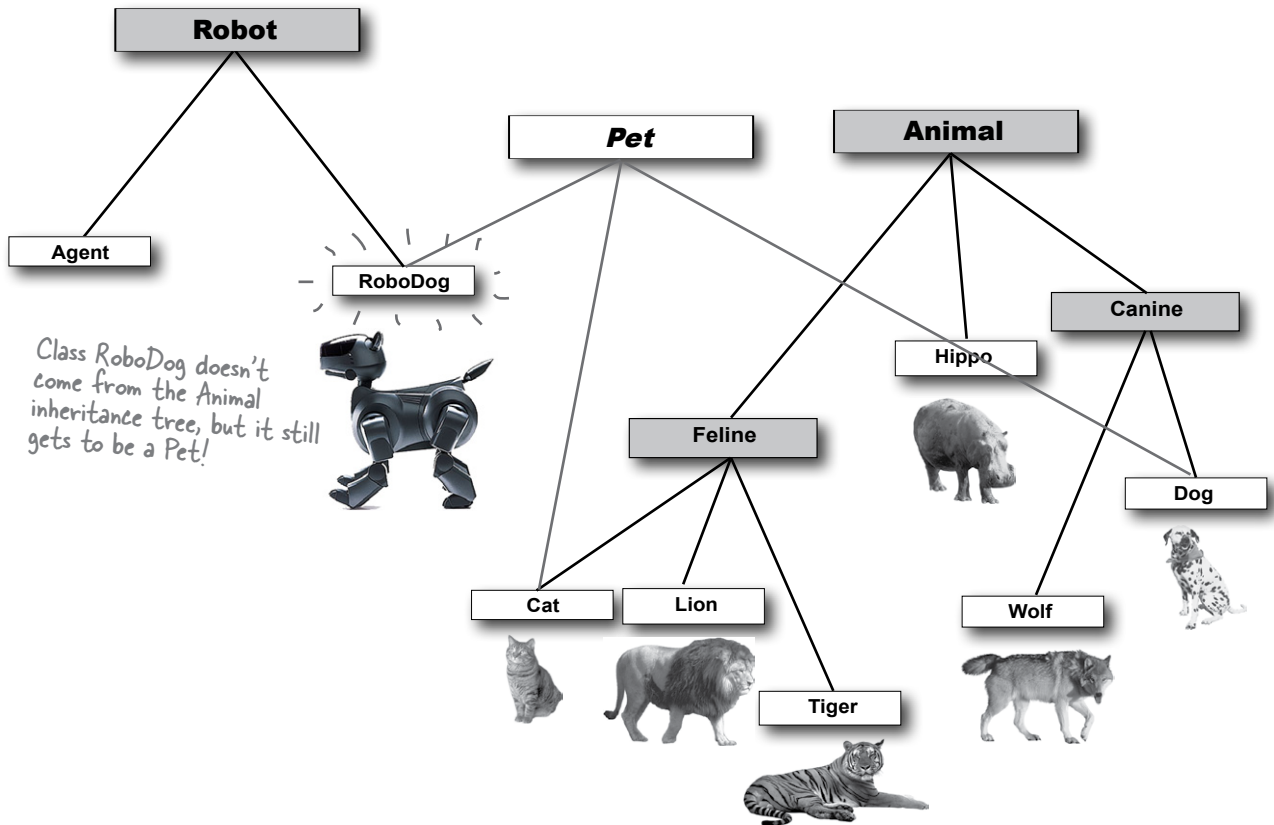 Robot
Pet
Animal
Agent
RoboDog
Canine
Hippo
Class RoboDog doesn't
come from the Animal
inheritance tree, but it still
gets to be a Pet!
Feline
Dog
Cat
Lion
Wolf
Tiger